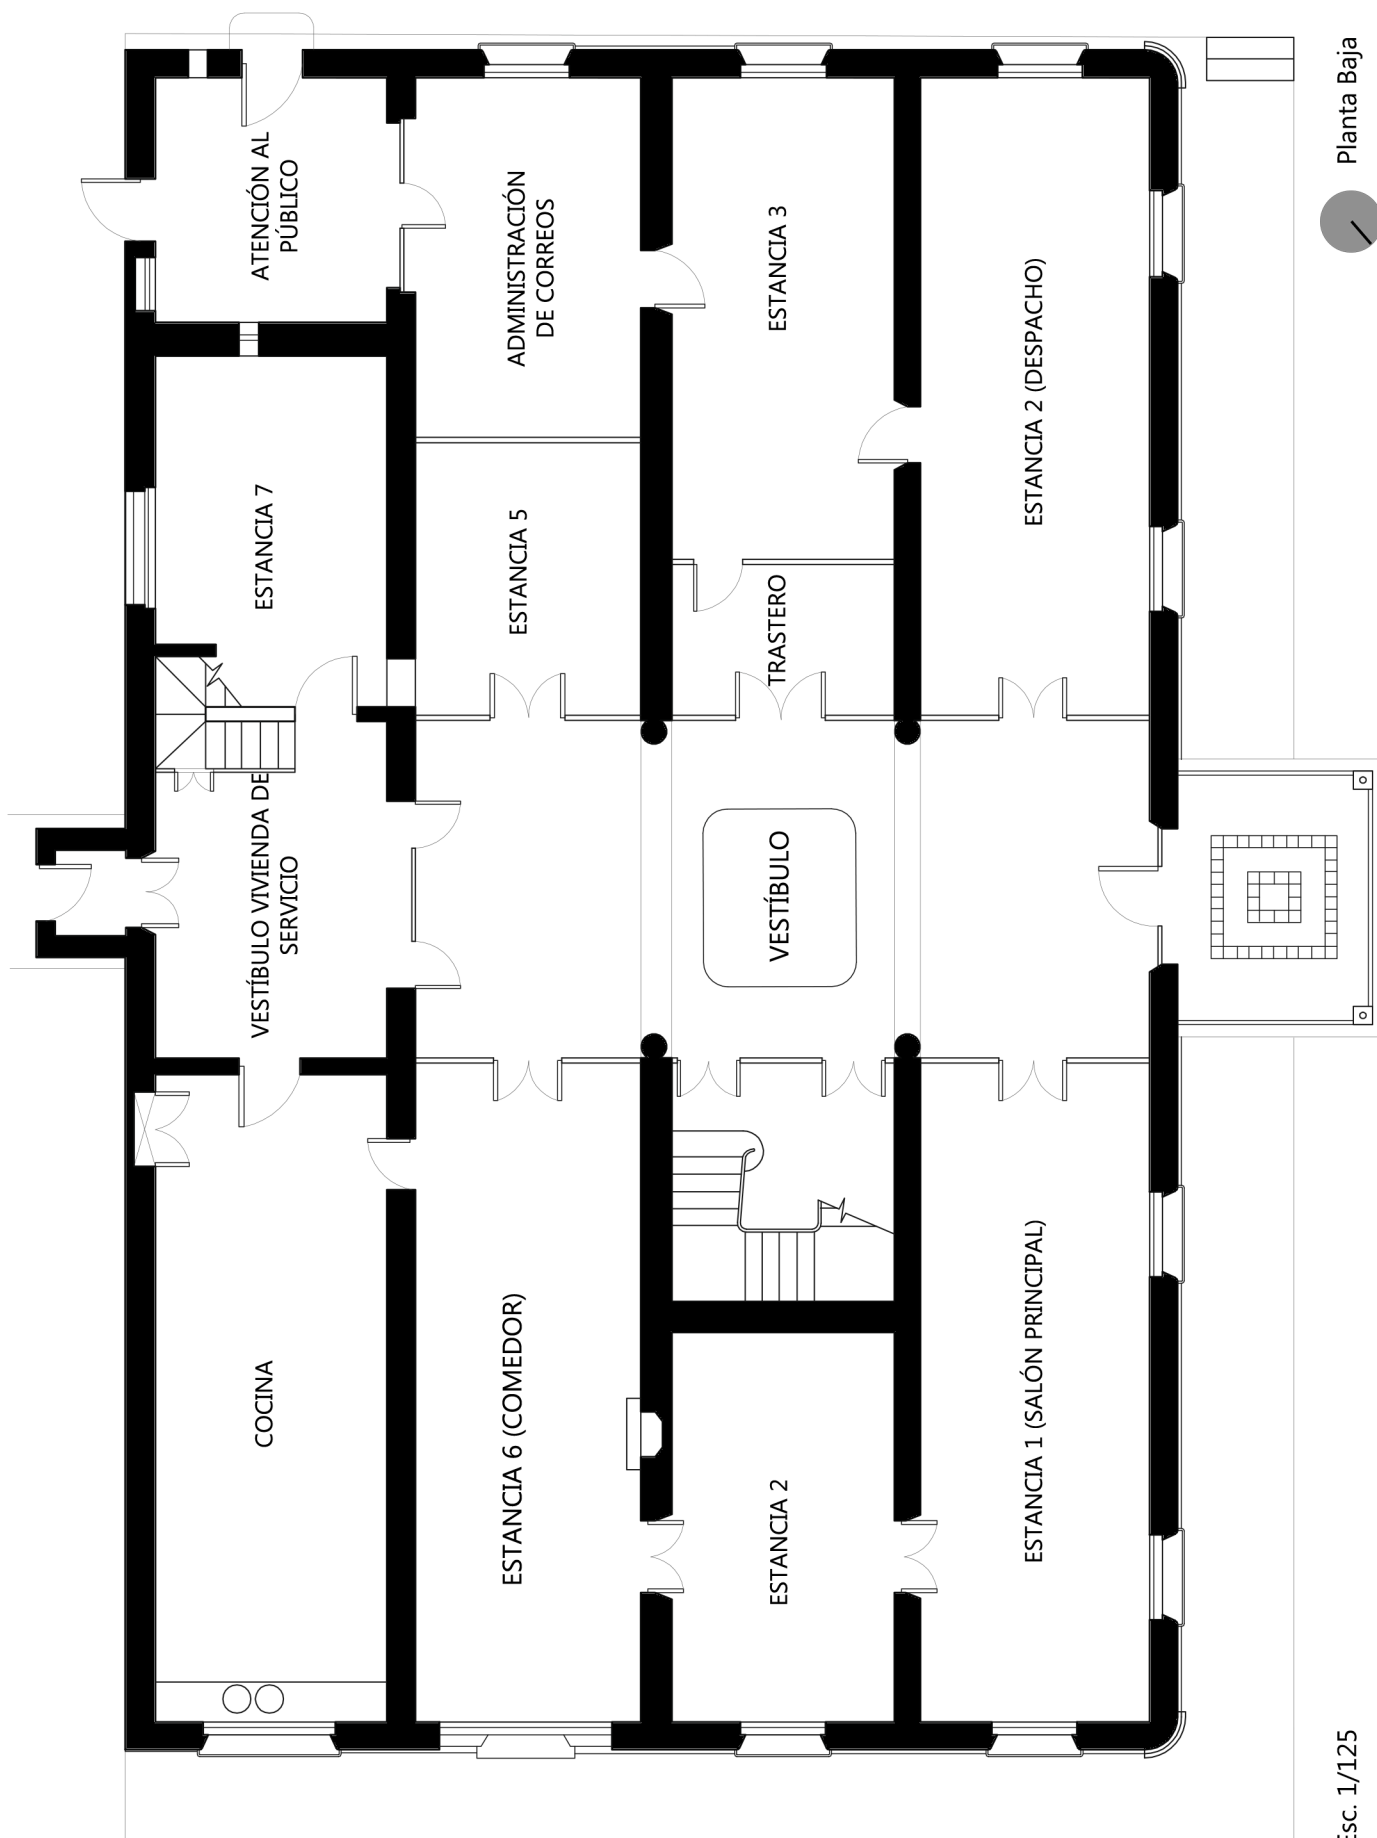 COCINA
VESTÍBULO VIVIENDA DE
SERVICIO
ESTANCIA 7
ATENCIÓN AL
PÚBLICO
ESTANCIA 6 (COMEDOR)
ESTANCIA 5
ADMINISTRACIÓN
DE CORREOS
ESTANCIA 2
VESTÍBULO
TRASTERO
ESTANCIA 3
ESTANCIA 1 (SALÓN PRINCIPAL)
ESTANCIA 2 (DESPACHO)
Esc. 1/125
Planta Baja